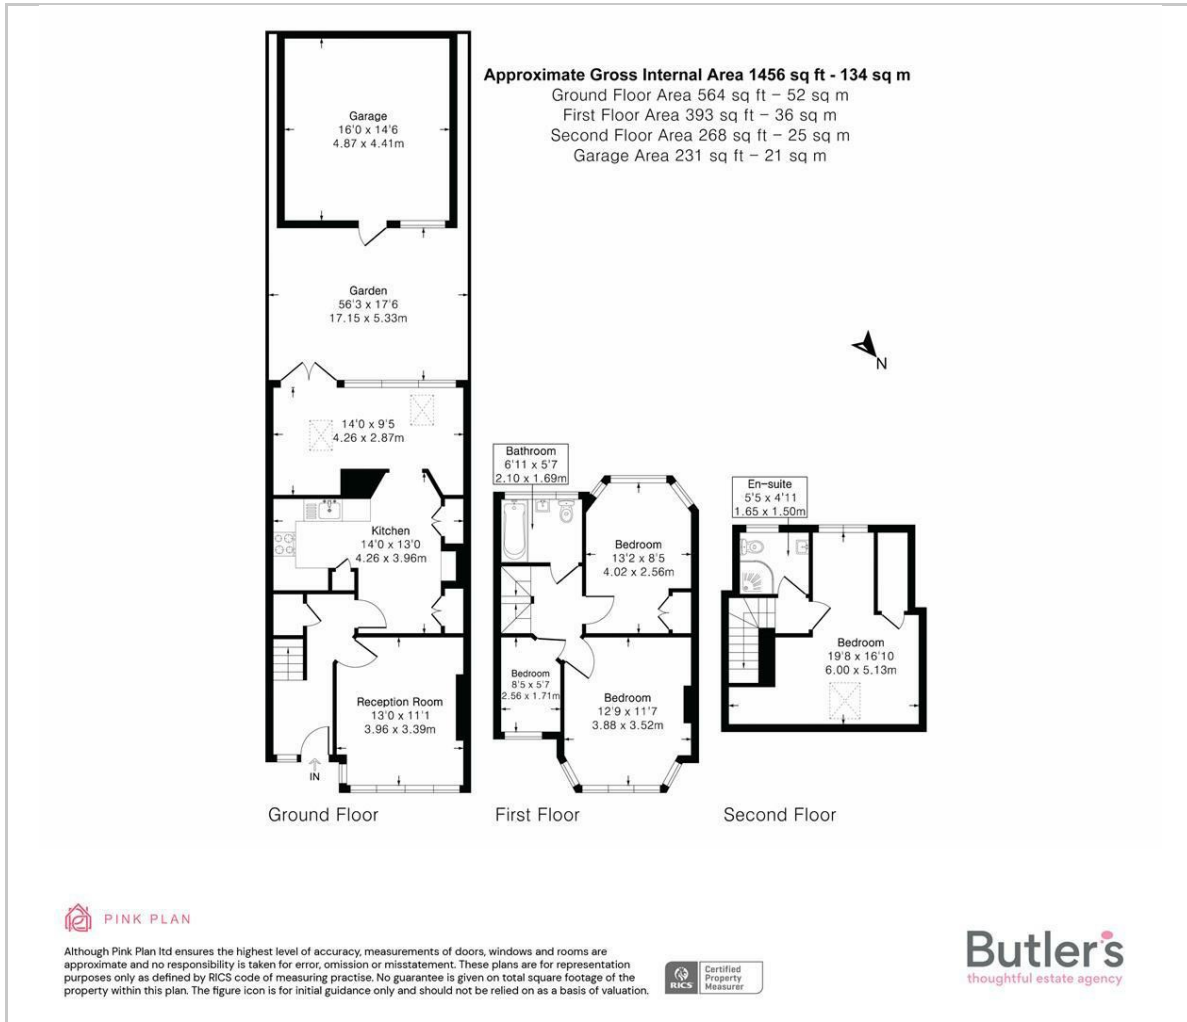 Approximate Gross Internal Area 1456 sq ft - 134 sq m
Ground Floor Area 564 sq ft – 52 sq m
First Floor Area 393 sq ft – 36 sq m
Second Floor Area 268 sq ft – 25 sq m
Garage Area 231 sq ft – 21 sq m
Garage
16'0 x 14'6
4.87 x 4.41m
Garden
56'3 x 17'6
17.15 x 5.33m
N
14'0 x 9'5
4.26 x 2.87m
Kitchen
14'0 x 13'0
4.26 x 3.96m
Reception Room
13'0 x 11'1
3.96 x 3.39m
IN
Ground Floor
Bathroom
6'11 x 5'7
2.10 x 1.69m
Bedroom
13'2 x 8'5
4.02 x 2.56m
Bedroom
8'5 x 5'7
2.56 x 1.71m
Bedroom
12'9 x 11'7
3.88 x 3.52m
First Floor
En-suite
5'5 x 4'11
1.65 x 1.50m
Bedroom
19'8 x 16'10
6.00 x 5.13m
Second Floor
PINK PLAN
Although Pink Plan ltd ensures the highest level of accuracy, measurements of doors, windows and rooms are
approximate and no responsibility is taken for error, omission or misstatement. These plans are for representation
purposes only as defined by RICS code of measuring practise. No guarantee is given on total square footage of the
property within this plan. The figure icon is for initial guidance only and should not be relied on as a basis of valuation.
RICS
Certified
Property
Measurer
Butler's
thoughtful estate agency